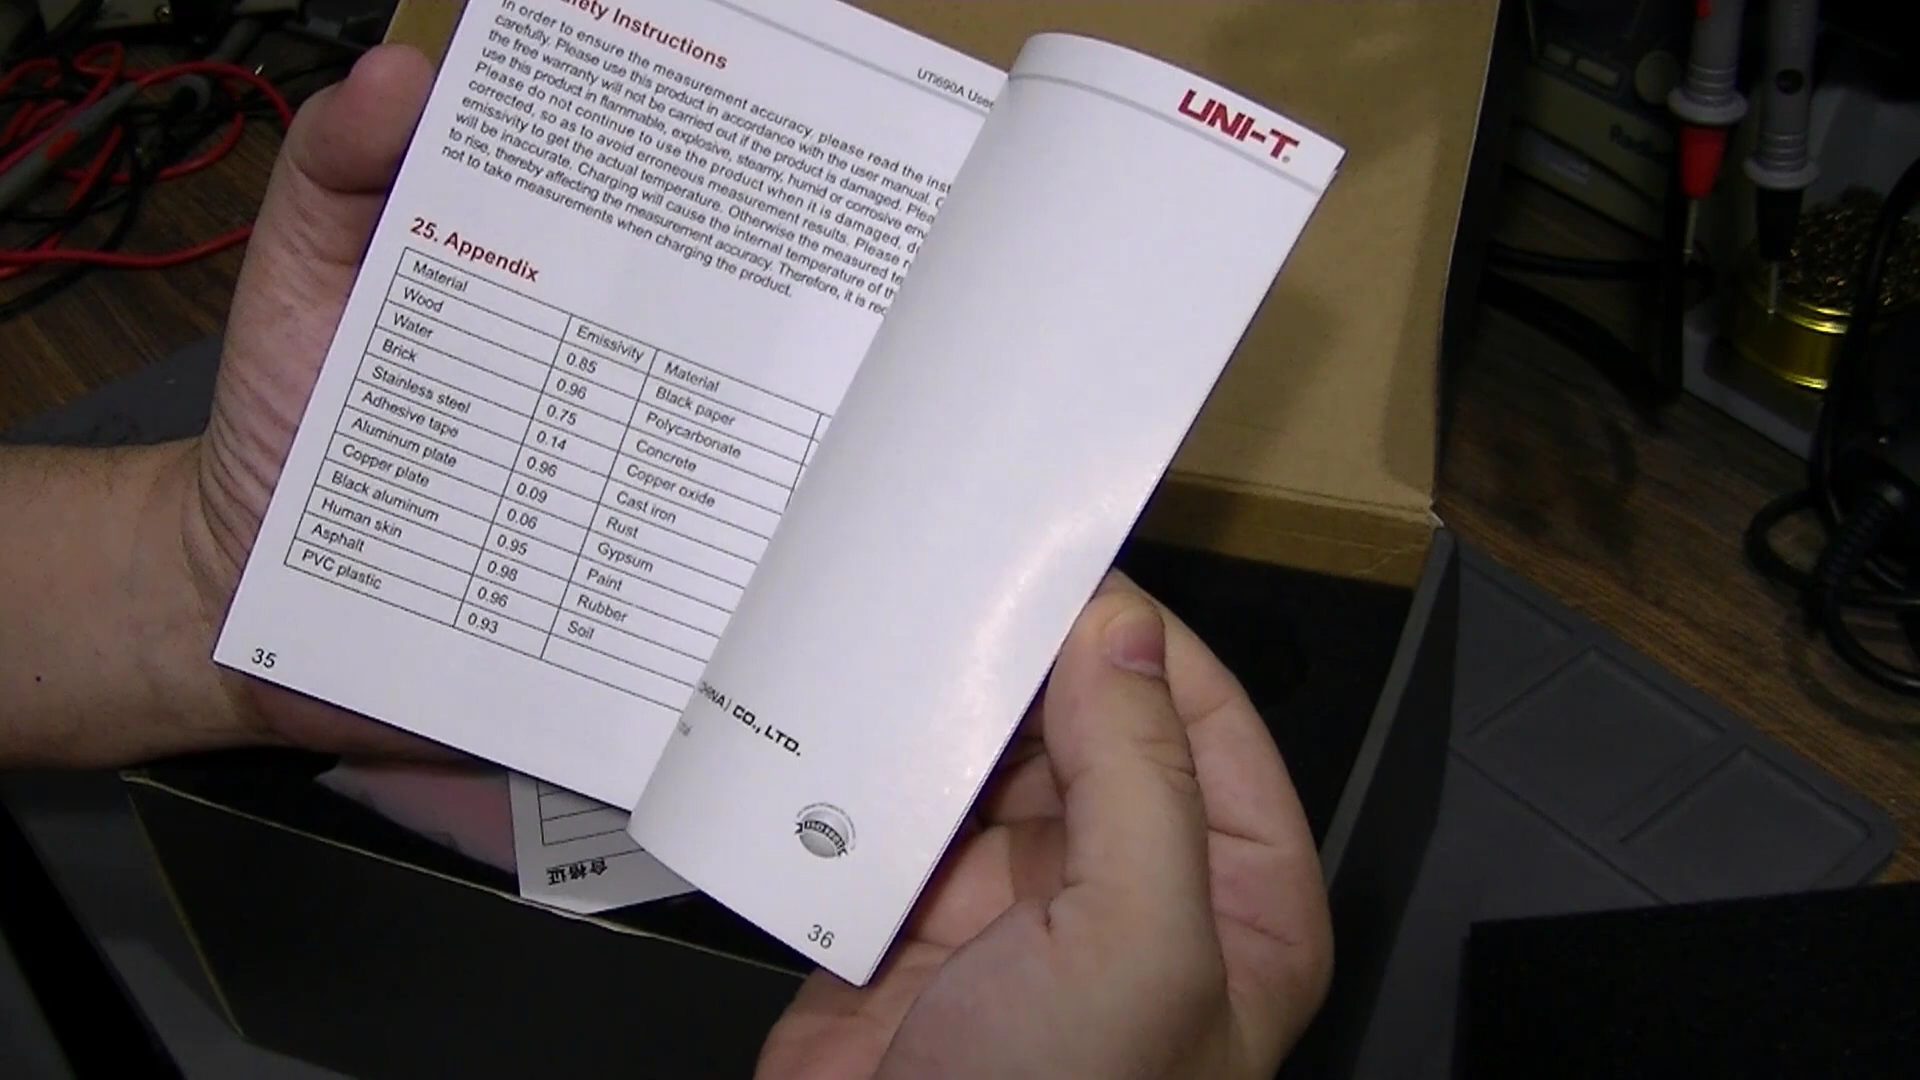 Safety Instructions
UTi690A User
In order to ensure the measurement accuracy, please read the inst
carefully. Please use this product in accordance with the user manual.
the free warranty will not be carried out if the product is damaged. Plea
use this product in flammable, explosive, steamy, humid or corrosive env
Please do not continue to use the product when it is damaged, d
corrected, so as to avoid erroneous measurement results. Please
emissivity to get the actual temperature. Otherwise the measured te
will be inaccurate. Charging will cause the internal temperature of th
to rise, thereby affecting the measurement accuracy. Therefore, it is rec
not to take measurements when charging the product.
25. Appendix
Material Emissivity Material
Wood 0.85 Black paper
Water 0.96 Polycarbonate
Brick 0.75 Concrete
Stainless steel 0.14 Copper oxide
Adhesive tape 0.96 Cast iron
Aluminum plate 0.09 Rust
Copper plate 0.06 Gypsum
Black aluminum 0.95 Paint
Human skin 0.98 Rubber
Asphalt 0.96 Soil
PVC plastic 0.93
35
UNI-T®
CHINA) CO., LTD.
36
合格证